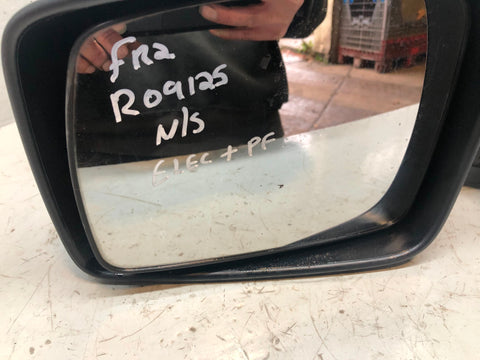 FR2
R09125
N/S
ELEC + PF